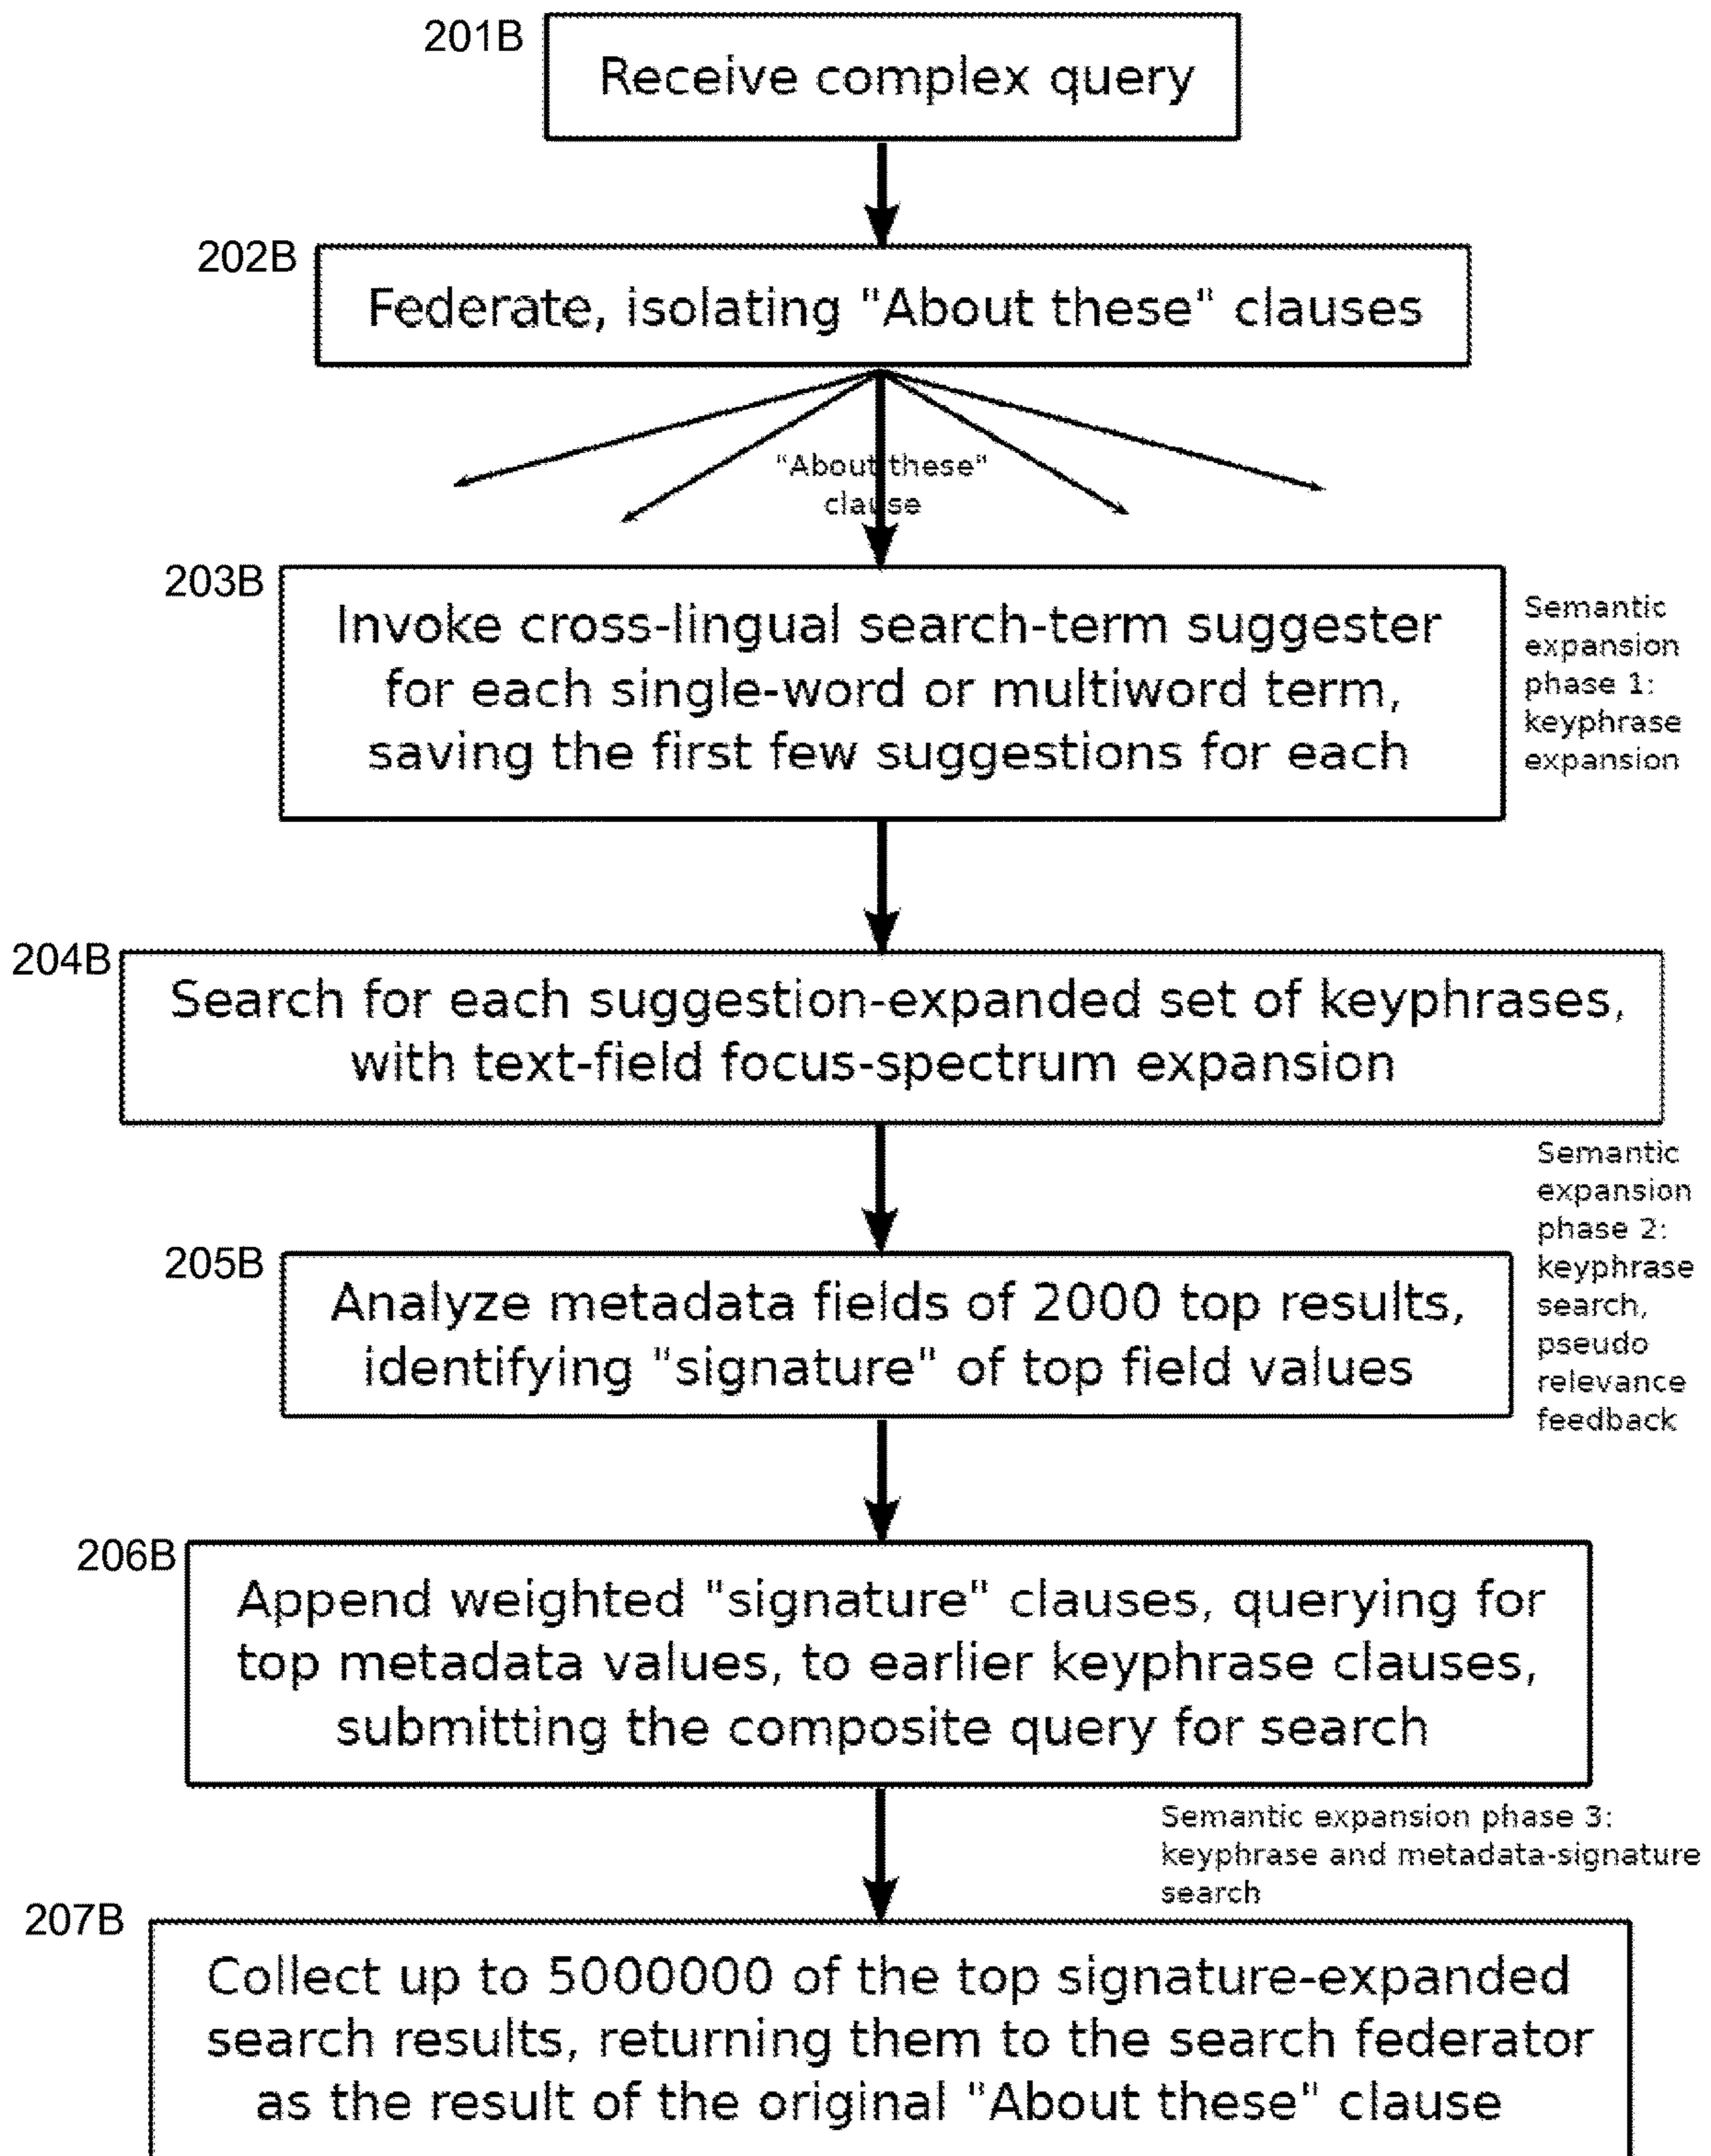 201B
Receive complex query
202B
Federate, isolating "About these" clauses
"About these"
clause
203B
Invoke cross-lingual search-term suggester
for each single-word or multiword term,
saving the first few suggestions for each
Semantic
expansion
phase 1:
keyphrase
expansion
204B
Search for each suggestion-expanded set of keyphrases,
with text-field focus-spectrum expansion
Semantic
expansion
phase 2:
keyphrase
search,
pseudo
relevance
feedback
205B
Analyze metadata fields of 2000 top results,
identifying "signature" of top field values
206B
Append weighted "signature" clauses, querying for
top metadata values, to earlier keyphrase clauses,
submitting the composite query for search
Semantic expansion phase 3:
keyphrase and metadata-signature
search
207B
Collect up to 5000000 of the top signature-expanded
search results, returning them to the search federator
as the result of the original "About these" clause